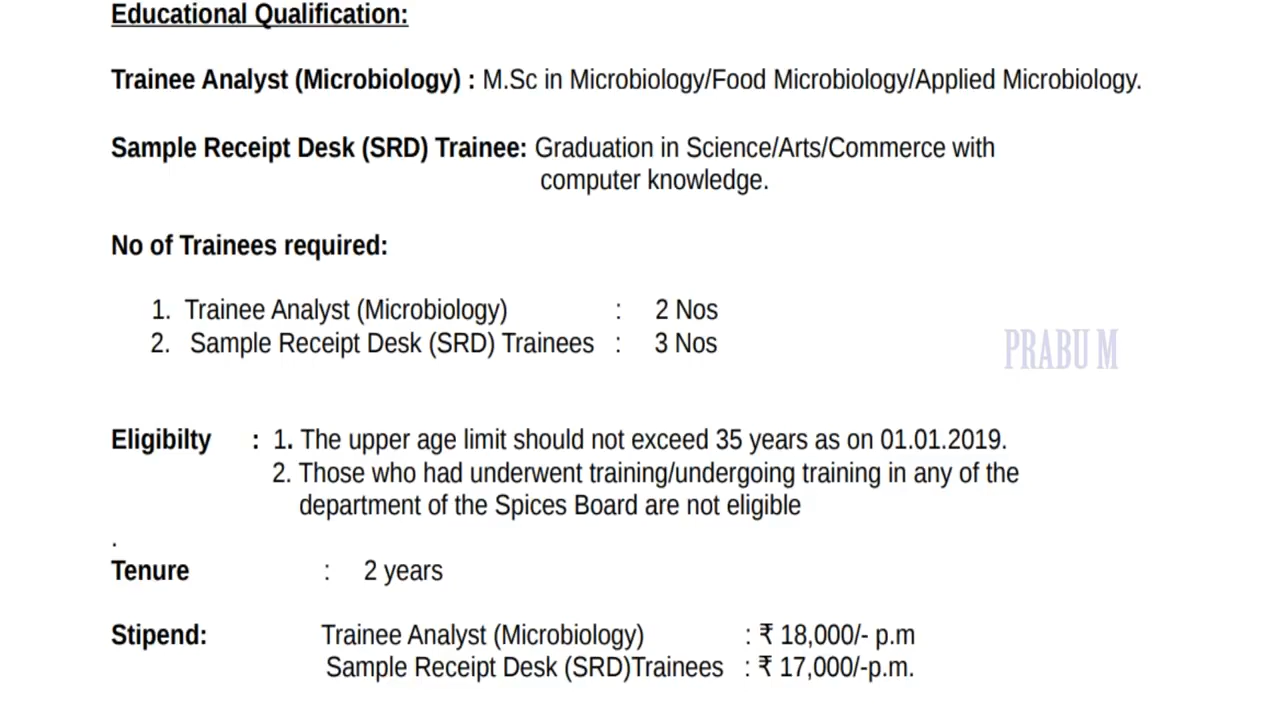 Educational Qualification:
Trainee Analyst (Microbiology) : M.Sc in Microbiology/Food Microbiology/Applied Microbiology.
Sample Receipt Desk (SRD) Trainee: Graduation in Science/Arts/Commerce with
computer knowledge.
No of Trainees required:
1. Trainee Analyst (Microbiology) : 2 Nos
2. Sample Receipt Desk (SRD) Trainees : 3 Nos
PRABU M
Eligibilty : 1. The upper age limit should not exceed 35 years as on 01.01.2019.
2. Those who had underwent training/undergoing training in any of the
department of the Spices Board are not eligible
.
Tenure : 2 years
Stipend: Trainee Analyst (Microbiology) : ₹ 18,000/- p.m
Sample Receipt Desk (SRD)Trainees : ₹ 17,000/-p.m.